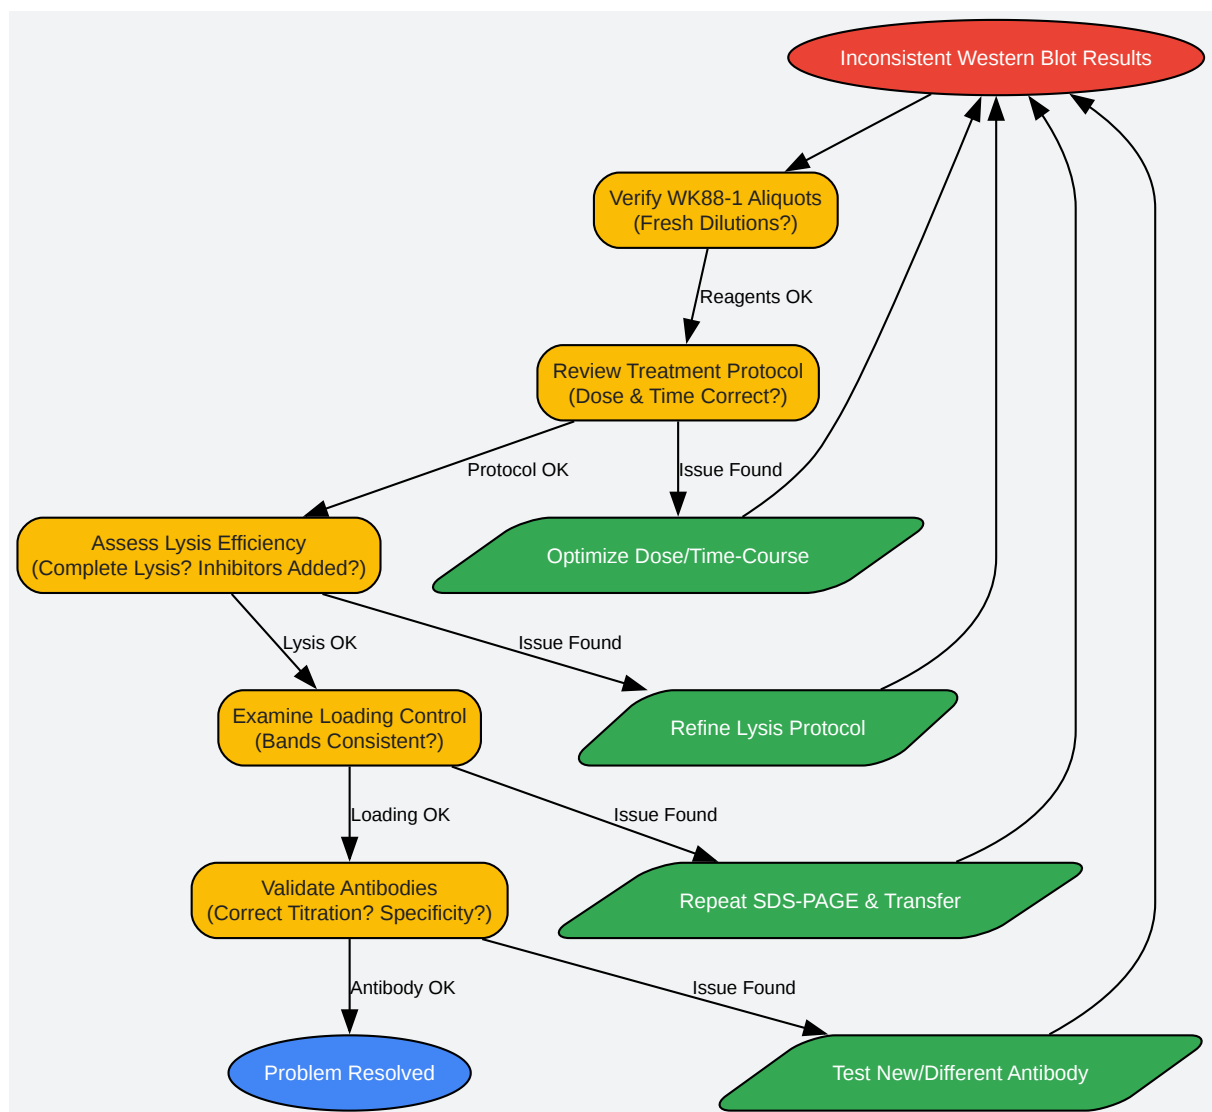 Inconsistent Western Blot Results
Verify WK88-1 Aliquots
(Fresh Dilutions?)
Reagents OK
Review Treatment Protocol
(Dose & Time Correct?)
Protocol OK
Issue Found
Assess Lysis Efficiency
(Complete Lysis? Inhibitors Added?)
Optimize Dose/Time-Course
Lysis OK
Issue Found
Examine Loading Control
(Bands Consistent?)
Refine Lysis Protocol
Loading OK
Issue Found
Validate Antibodies
(Correct Titration? Specificity?)
Repeat SDS-PAGE & Transfer
Antibody OK
Issue Found
Problem Resolved
Test New/Different Antibody